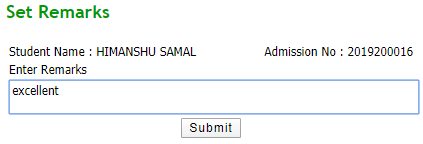 Set Remarks
Student Name : HIMANSHU SAMAL Admission No : 2019200016
Enter Remarks
excellent
Submit